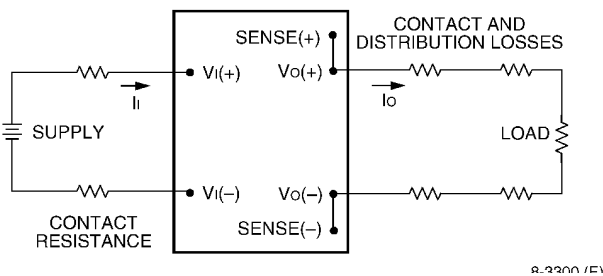 CONTACT AND
DISTRIBUTION LOSSES
SENSE(+)
VI(+)
VO(+)
II
IO
SUPPLY
LOAD
VI(–)
VO(–)
CONTACT
RESISTANCE
SENSE(–)
8-3300 (F)